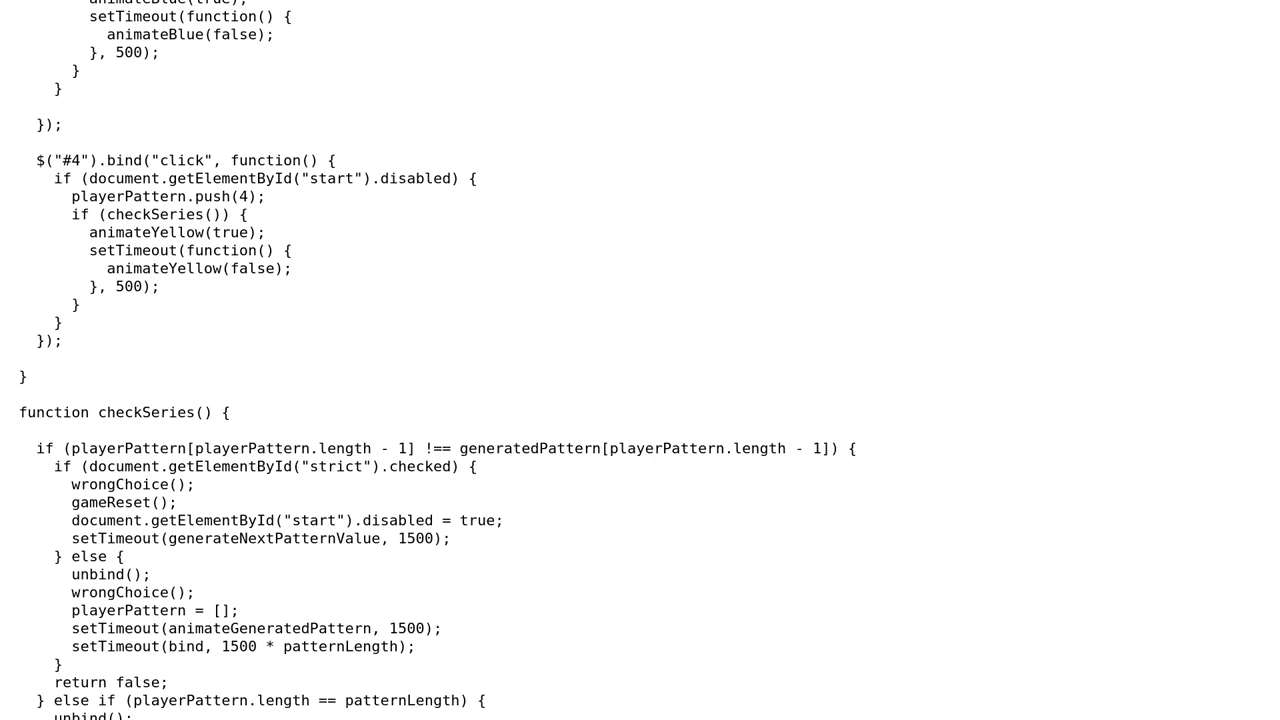 animateBlue(true);
setTimeout(function() {
animateBlue(false);
}, 500);
}
}
});
$("#4").bind("click", function() {
if (document.getElementById("start").disabled) {
playerPattern.push(4);
if (checkSeries()) {
animateYellow(true);
setTimeout(function() {
animateYellow(false);
}, 500);
}
}
});
}
function checkSeries() {
if (playerPattern[playerPattern.length - 1] !== generatedPattern[playerPattern.length - 1]) {
if (document.getElementById("strict").checked) {
wrongChoice();
gameReset();
document.getElementById("start").disabled = true;
setTimeout(generateNextPatternValue, 1500);
} else {
unbind();
wrongChoice();
playerPattern = [];
setTimeout(animateGeneratedPattern, 1500);
setTimeout(bind, 1500 * patternLength);
}
return false;
} else if (playerPattern.length == patternLength) {
unbind();